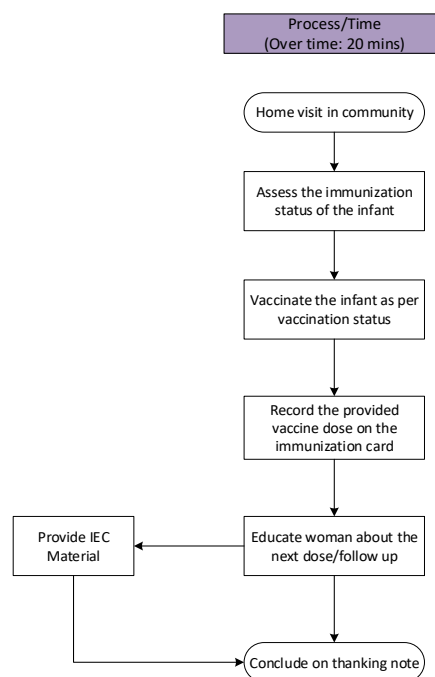 Process/Time
(Over time: 20 mins)
Home visit in community
Assess the immunization
status of the infant
Vaccinate the infant as per
vaccination status
Record the provided
vaccine dose on the
immunization card
Provide IEC
Material
Educate woman about the
next dose/follow up
Conclude on thanking note